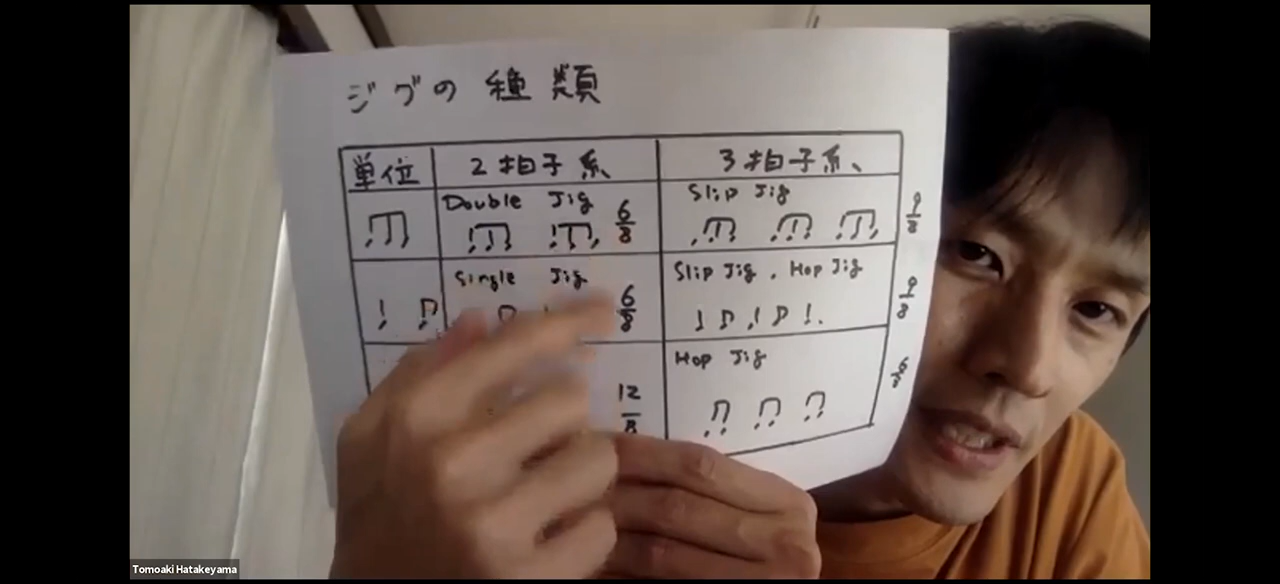 ジグの種類
単位 2拍子系 3拍子系
Double Jig 6/8 Slip Jig 9/8
Single Jig 6/8 Slip Jig, Hop Jig 9/8
12/8 Hop Jig 6/8
Tomoaki Hatakeyama